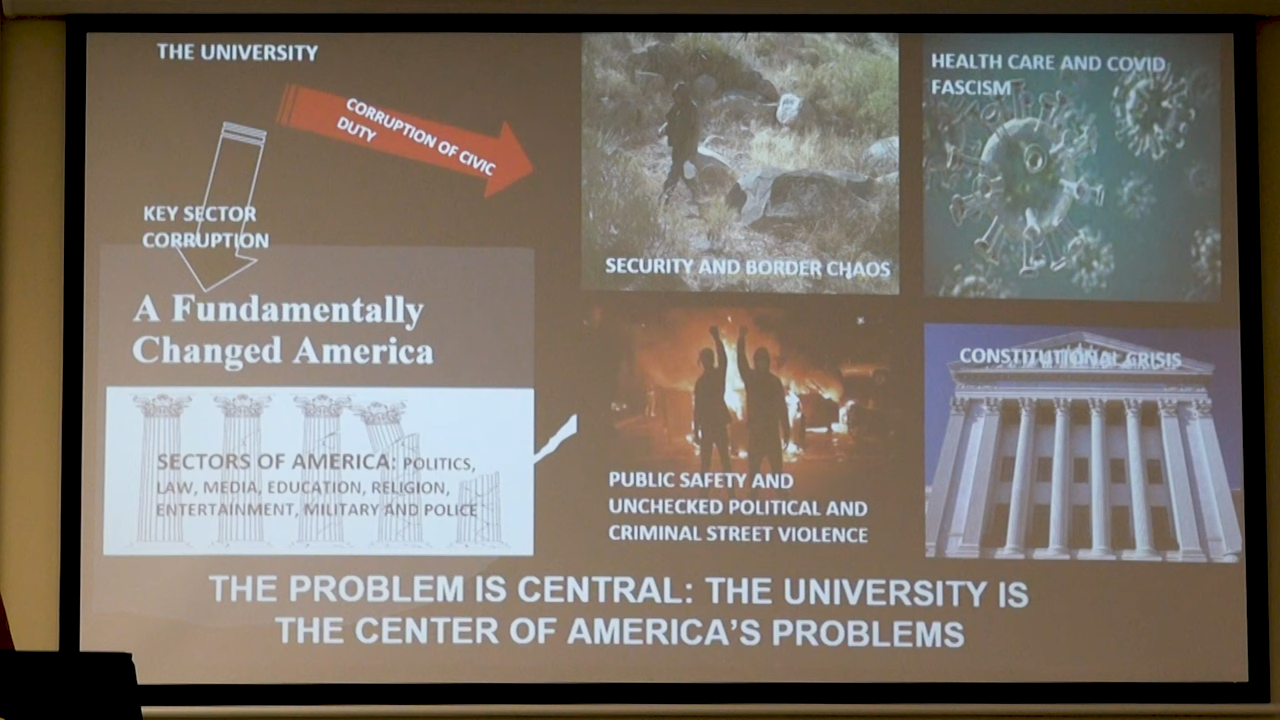 THE UNIVERSITY
CORRUPTION OF CIVIC
DUTY
KEY SECTOR
CORRUPTION
A Fundamentally
Changed America
SECTORS OF AMERICA: POLITICS,
LAW, MEDIA, EDUCATION, RELIGION,
ENTERTAINMENT, MILITARY AND POLICE
SECURITY AND BORDER CHAOS
HEALTH CARE AND COVID
FASCISM
PUBLIC SAFETY AND
UNCHECKED POLITICAL AND
CRIMINAL STREET VIOLENCE
CONSTITUTIONAL CRISIS
THE PROBLEM IS CENTRAL: THE UNIVERSITY IS
THE CENTER OF AMERICA'S PROBLEMS